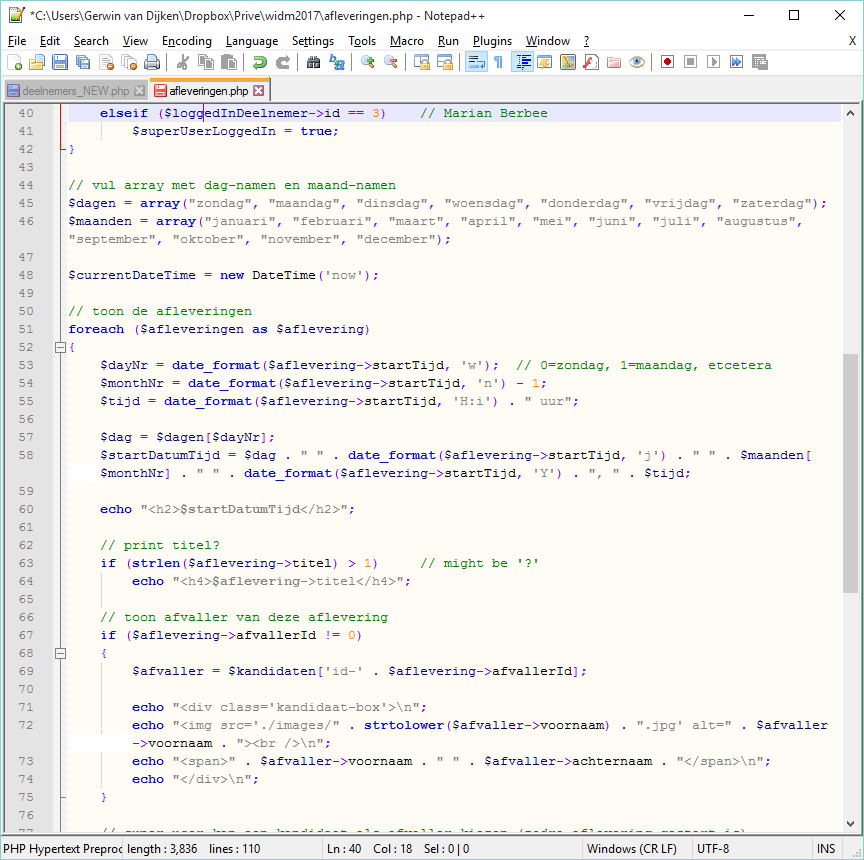 *C:\Users\Gerwin van Dijken\Dropbox\Prive\widm2017\afleveringen.php - Notepad++
File Edit Search View Encoding Language Settings Tools Macro Run Plugins Window ? X
deelnemers_NEW.php afleveringen.php
40 elseif ($loggedInDeelnemer->id == 3) // Marian Berbee
41 $superUserLoggedIn = true;
42 }
43
44 // vul array met dag-namen en maand-namen
45 $dagen = array("zondag", "maandag", "dinsdag", "woensdag", "donderdag", "vrijdag", "zaterdag");
46 $maanden = array("januari", "februari", "maart", "april", "mei", "juni", "juli", "augustus",
"september", "oktober", "november", "december");
47
48 $currentDateTime = new DateTime('now');
49
50 // toon de afleveringen
51 foreach ($afleveringen as $aflevering)
52 {
53 $dayNr = date_format($aflevering->startTijd, 'w'); // 0=zondag, 1=maandag, etcetera
54 $monthNr = date_format($aflevering->startTijd, 'n') - 1;
55 $tijd = date_format($aflevering->startTijd, 'H:i') . " uur";
56
57 $dag = $dagen[$dayNr];
58 $startDatumTijd = $dag . " " . date_format($aflevering->startTijd, 'j') . " " . $maanden[
$monthNr] . " " . date_format($aflevering->startTijd, 'Y') . ", " . $tijd;
59
60 echo "<h2>$startDatumTijd</h2>";
61
62 // print titel?
63 if (strlen($aflevering->titel) > 1) // might be '?'
64 echo "<h4>$aflevering->titel</h4>";
65
66 // toon afvaller van deze aflevering
67 if ($aflevering->afvallerId != 0)
68 {
69 $afvaller = $kandidaten['id-' . $aflevering->afvallerId];
70
71 echo "<div class='kandidaat-box'>\n";
72 echo "<img src='./images/" . strtolower($afvaller->voornaam) . ".jpg' alt=" . $afvaller
->voornaam . "><br />\n";
73 echo "<span>" . $afvaller->voornaam . " " . $afvaller->achternaam . "</span>\n";
74 echo "</div>\n";
75 }
76
PHP Hypertext Preproc length : 3,836 lines : 110 Ln : 40 Col : 18 Sel : 0 | 0 Windows (CR LF) UTF-8 INS